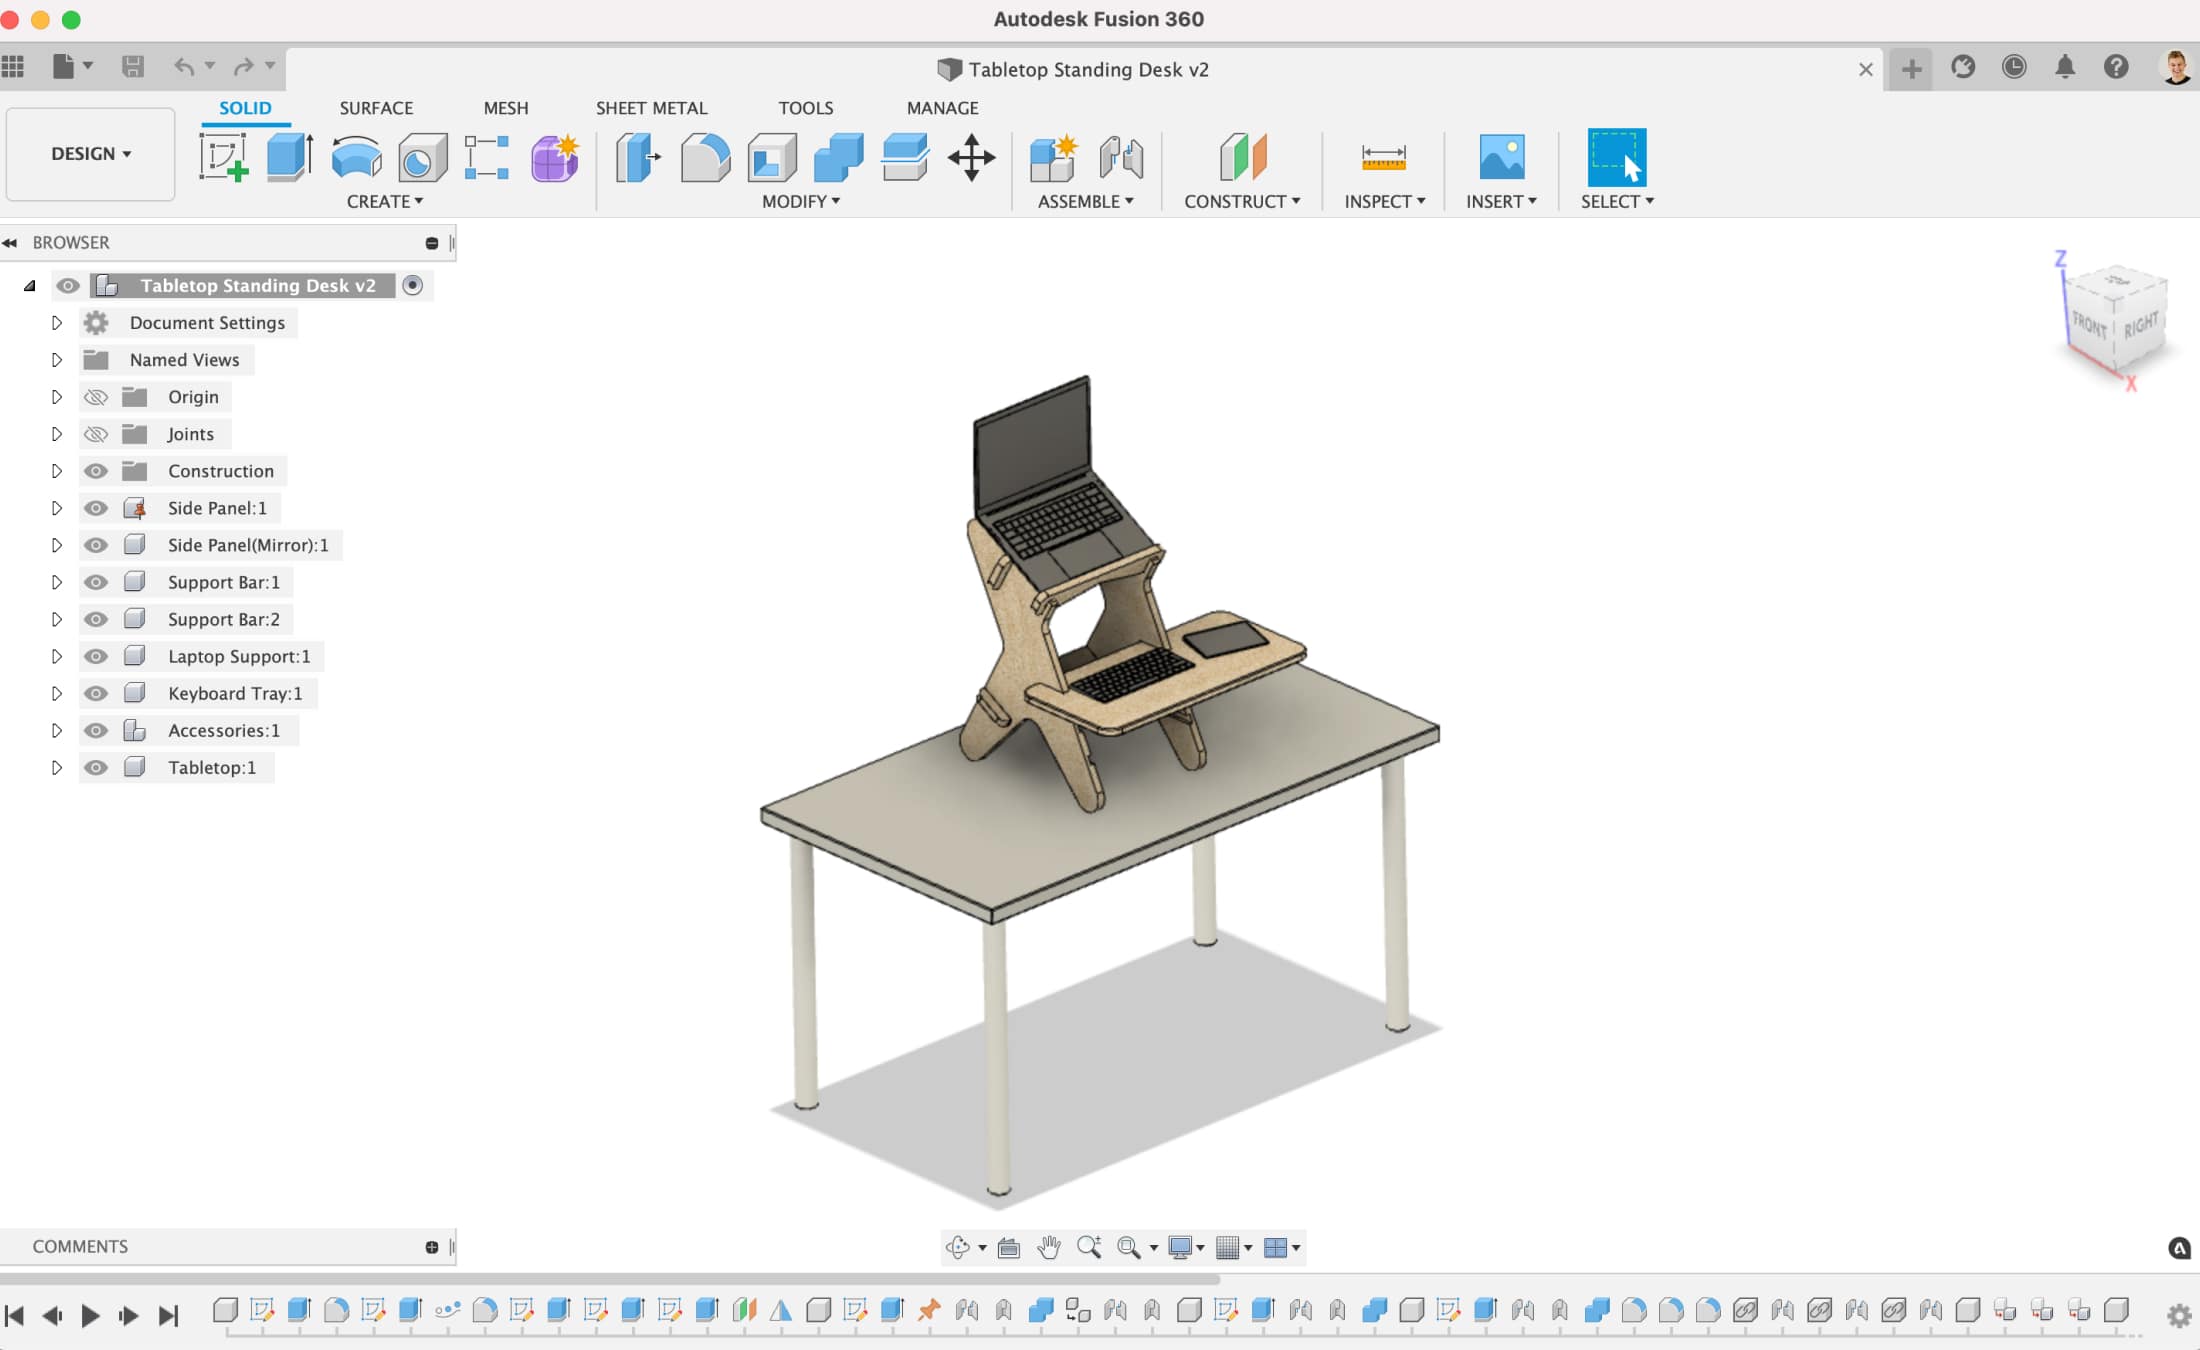 Autodesk Fusion 360
Tabletop Standing Desk v2
SOLID SURFACE MESH SHEET METAL TOOLS MANAGE
DESIGN
CREATE MODIFY ASSEMBLE CONSTRUCT INSPECT INSERT SELECT
BROWSER
Tabletop Standing Desk v2
Document Settings
Named Views
Origin
Joints
Construction
Side Panel:1
Side Panel(Mirror):1
Support Bar:1
Support Bar:2
Laptop Support:1
Keyboard Tray:1
Accessories:1
Tabletop:1
Z
FRONT RIGHT
X
COMMENTS